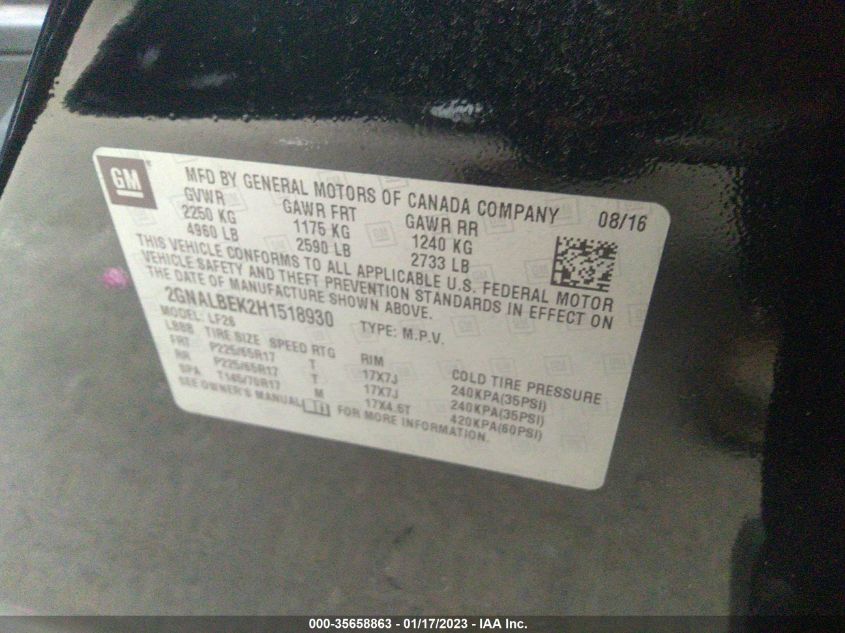 GM
MFD BY GENERAL MOTORS OF CANADA COMPANY 08/16
GVWR GAWR FRT GAWR RR
2250 KG 1175 KG 1240 KG
4960 LB 2590 LB 2733 LB
THIS VEHICLE CONFORMS TO ALL APPLICABLE U.S. FEDERAL MOTOR
VEHICLE SAFETY AND THEFT PREVENTION STANDARDS IN EFFECT ON
THE DATE OF MANUFACTURE SHOWN ABOVE.
2GNALBEK2H1518930 TYPE: M.P.V.
MODEL: LF26
LBBB TIRE SIZE SPEED RTG RIM COLD TIRE PRESSURE
FRT P225/65R17 T 17X7J 240KPA(35PSI)
RR P225/65R17 T 17X7J 240KPA(35PSI)
SPA T145/70R17 M 17X4.5T 420KPA(60PSI)
SEE OWNER'S MANUAL FOR MORE INFORMATION.
000-35658863 - 01/17/2023 - IAA Inc.